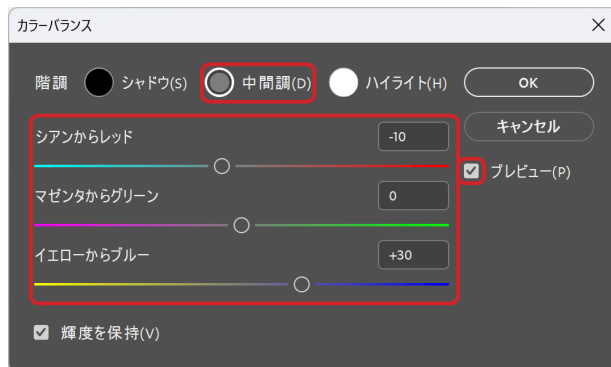 カラーバランス
階調 シャドウ(S) 中間調(D) ハイライト(H) OK
シアンからレッド -10 キャンセル
プレビュー(P)
マゼンタからグリーン 0
イエローからブルー +30
輝度を保持(V)